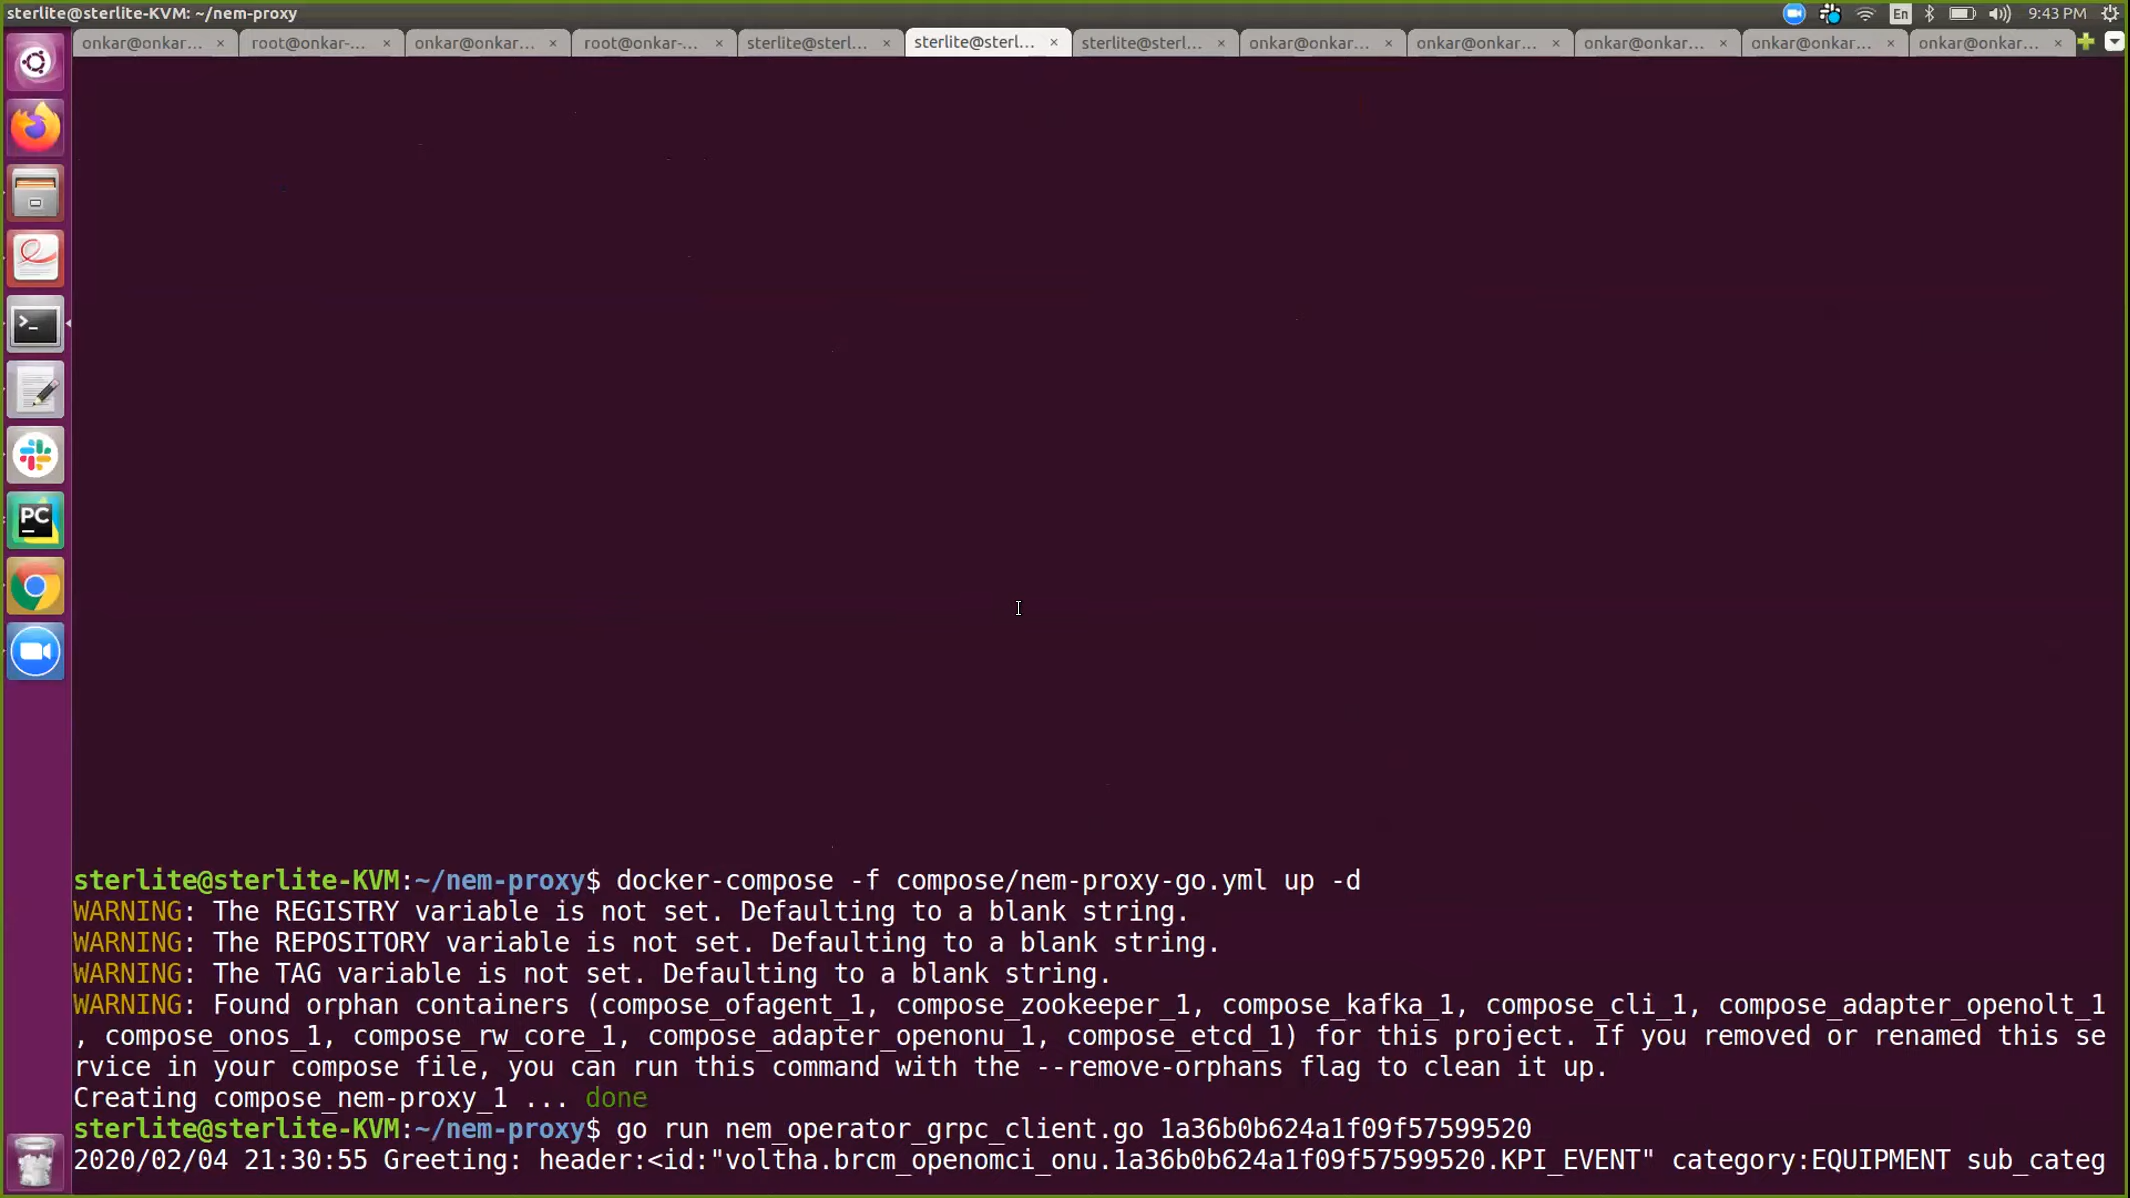 sterlite@sterlite-KVM: ~/nem-proxy
En
9:43 PM
onkar@onkar... × root@onkar-... × onkar@onkar... × root@onkar-... × sterlite@sterl... × sterlite@sterl... × sterlite@sterl... × onkar@onkar... × onkar@onkar... × onkar@onkar... × onkar@onkar... × onkar@onkar... ×
>_
PC
sterlite@sterlite-KVM:~/nem-proxy$ docker-compose -f compose/nem-proxy-go.yml up -d
WARNING: The REGISTRY variable is not set. Defaulting to a blank string.
WARNING: The REPOSITORY variable is not set. Defaulting to a blank string.
WARNING: The TAG variable is not set. Defaulting to a blank string.
WARNING: Found orphan containers (compose_ofagent_1, compose_zookeeper_1, compose_kafka_1, compose_cli_1, compose_adapter_openolt_1
, compose_onos_1, compose_rw_core_1, compose_adapter_openonu_1, compose_etcd_1) for this project. If you removed or renamed this se
rvice in your compose file, you can run this command with the --remove-orphans flag to clean it up.
Creating compose_nem-proxy_1 ... done
sterlite@sterlite-KVM:~/nem-proxy$ go run nem_operator_grpc_client.go 1a36b0b624a1f09f57599520
2020/02/04 21:30:55 Greeting: header:<id:"voltha.brcm_openomci_onu.1a36b0b624a1f09f57599520.KPI_EVENT" category:EQUIPMENT sub_categ